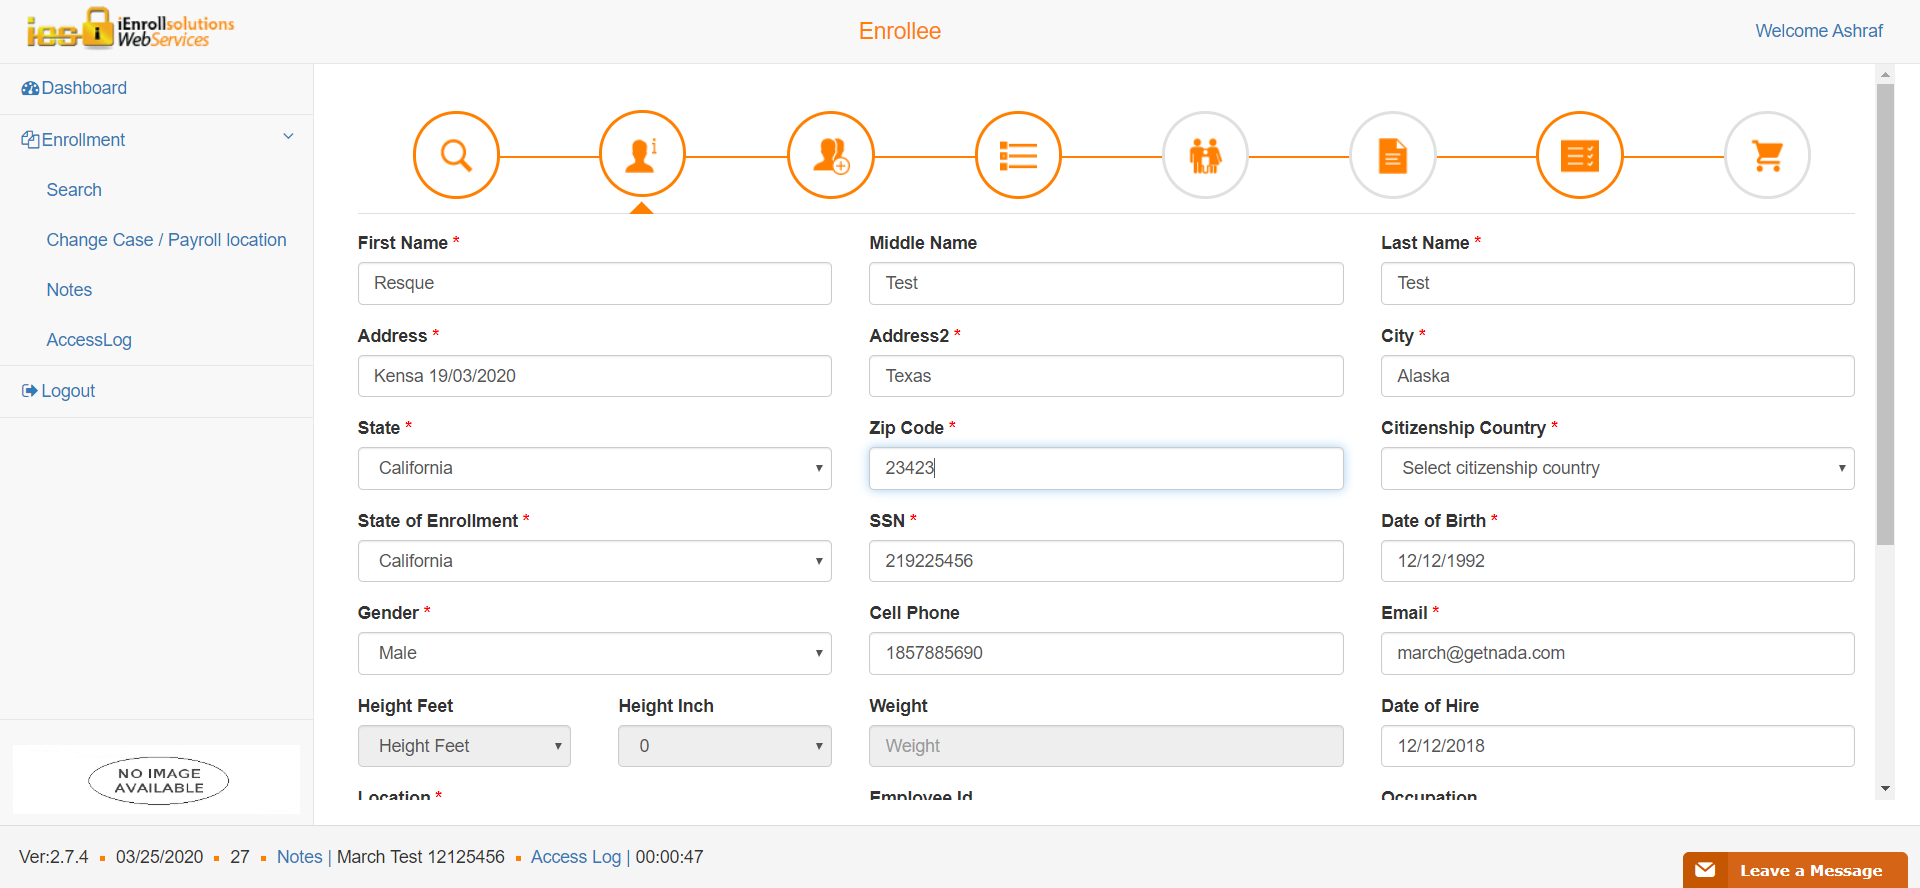 ies iEnrollsolutions
WebServices
Enrollee
Welcome Ashraf
Dashboard
Enrollment
Search
Change Case / Payroll location
Notes
AccessLog
Logout
NO IMAGE
AVAILABLE
First Name * Middle Name Last Name *
Resque Test Test
Address * Address2 * City *
Kensa 19/03/2020 Texas Alaska
State * Zip Code * Citizenship Country *
California 23423 Select citizenship country
State of Enrollment * SSN * Date of Birth *
California 219225456 12/12/1992
Gender * Cell Phone Email *
Male 1857885690 march@getnada.com
Height Feet Height Inch Weight Date of Hire
Height Feet 0 Weight 12/12/2018
Location * Employee Id Occupation
Ver:2.7.4 03/25/2020 27 Notes | March Test 12125456 Access Log | 00:00:47
Leave a Message